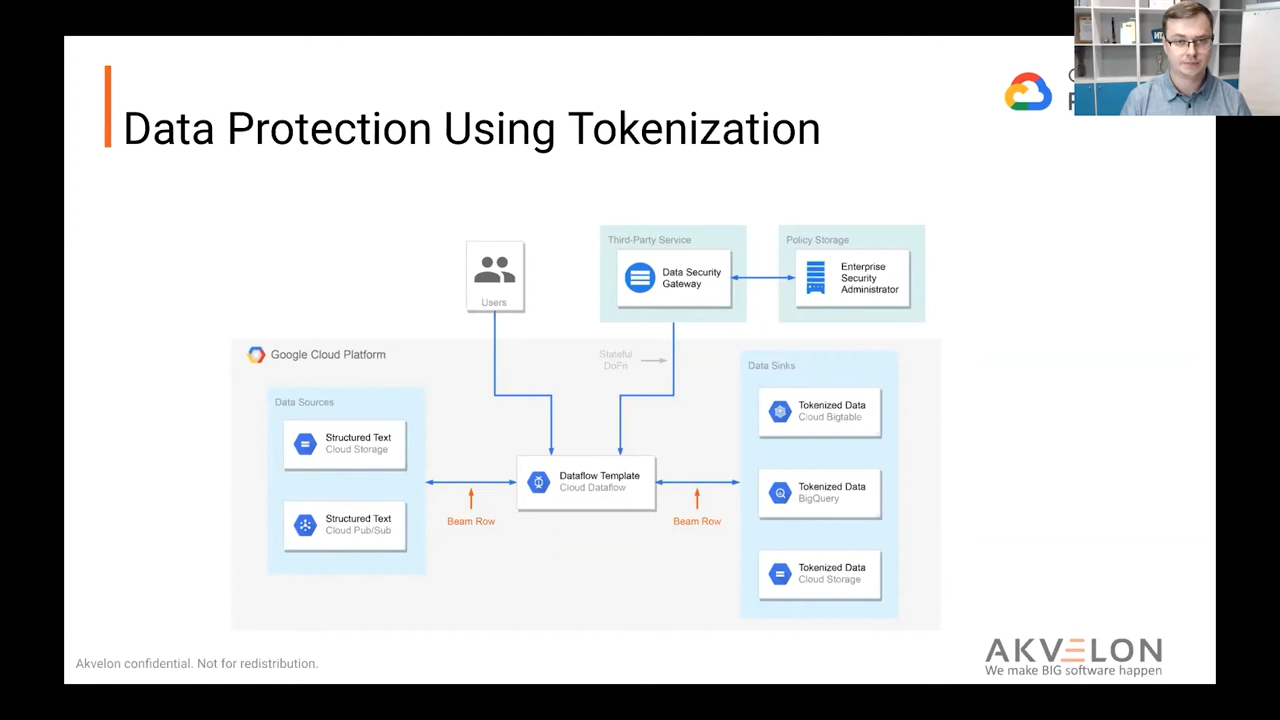 Data Protection Using Tokenization
Third-Party Service
Policy Storage
Data Security
Gateway
Enterprise
Security
Administrator
Users
Google Cloud Platform
Stateful
DoFn
Data Sources
Structured Text
Cloud Storage
Structured Text
Cloud Pub/Sub
Dataflow Template
Cloud Dataflow
Beam Row
Beam Row
Data Sinks
Tokenized Data
Cloud Bigtable
Tokenized Data
BigQuery
Tokenized Data
Cloud Storage
Akvelon confidential. Not for redistribution.
AKVELON
We make BIG software happen